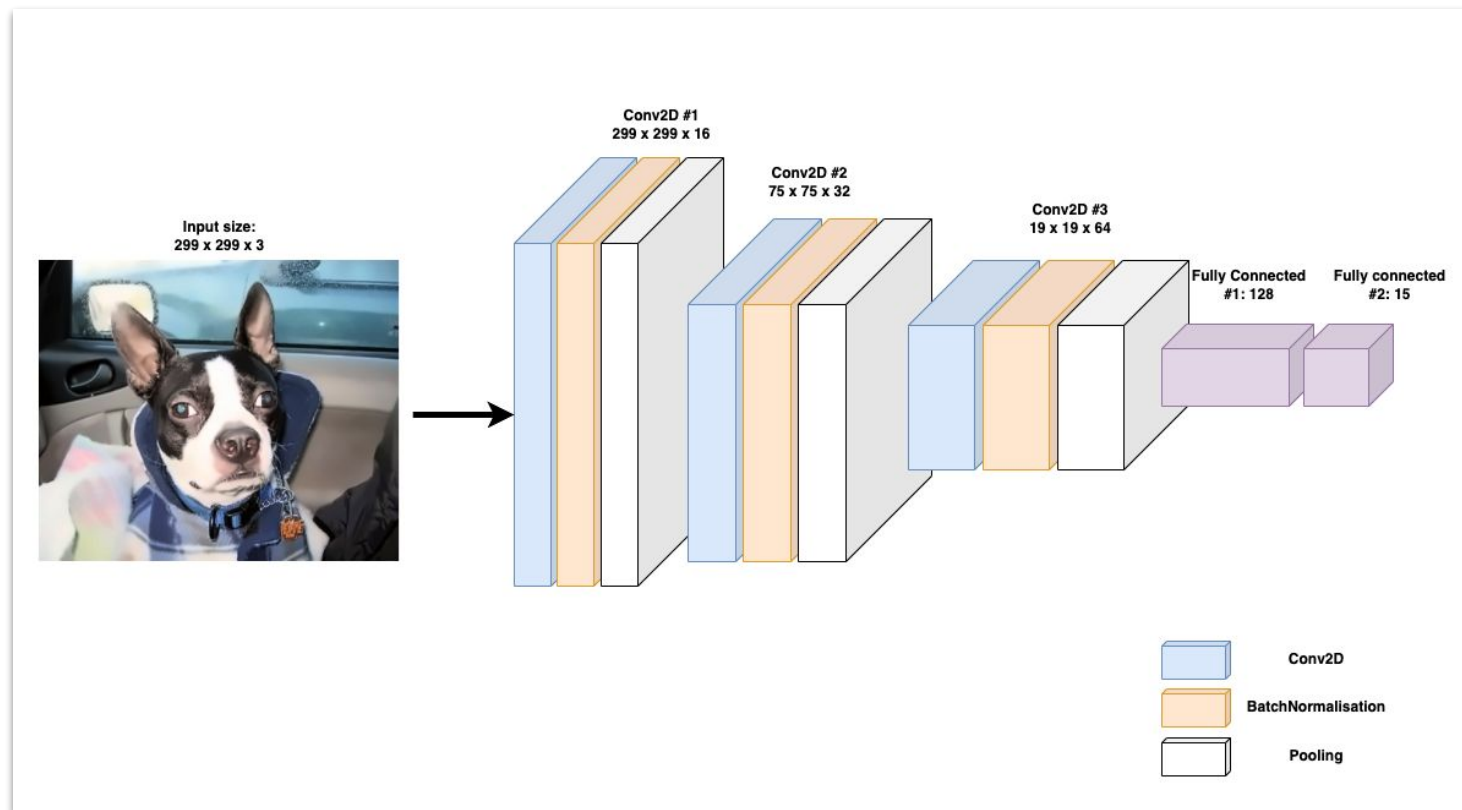 Input size:
299 x 299 x 3
Conv2D #1
299 x 299 x 16
Conv2D #2
75 x 75 x 32
Conv2D #3
19 x 19 x 64
Fully Connected
#1: 128
Fully connected
#2: 15
Conv2D
BatchNormalisation
Pooling